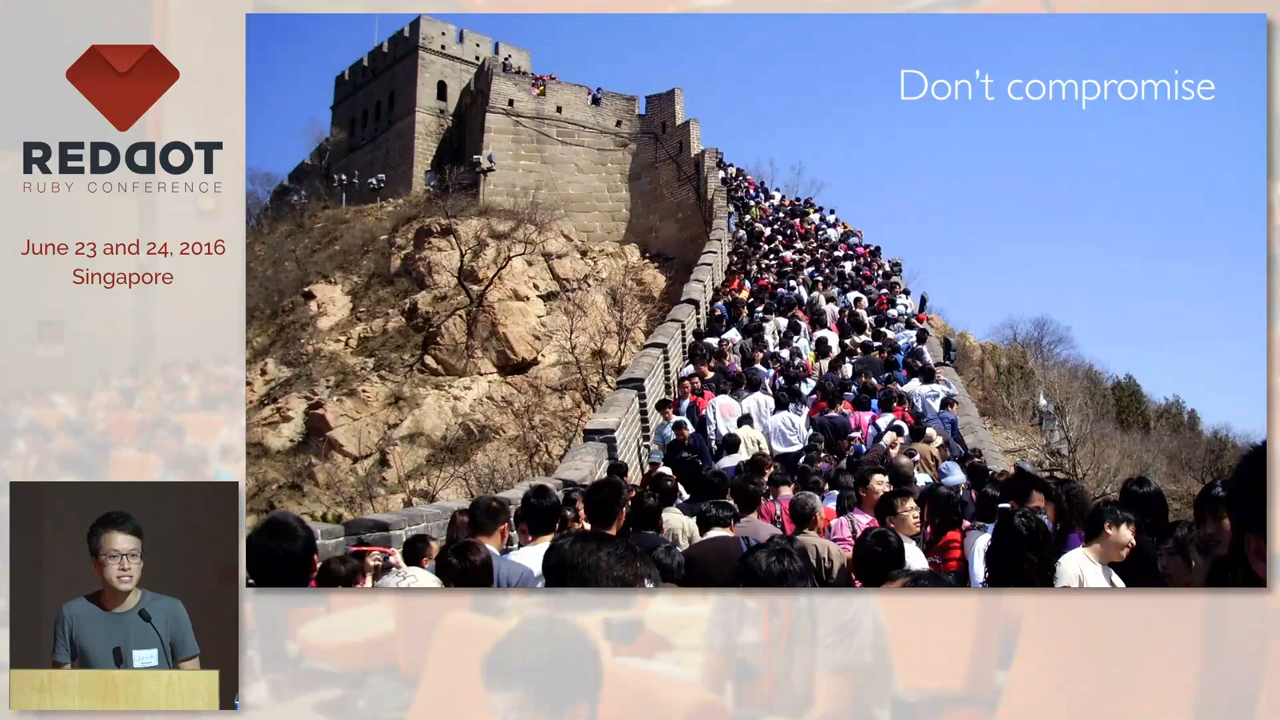 REDDOT
RUBY CONFERENCE
June 23 and 24, 2016
Singapore
Don't compromise